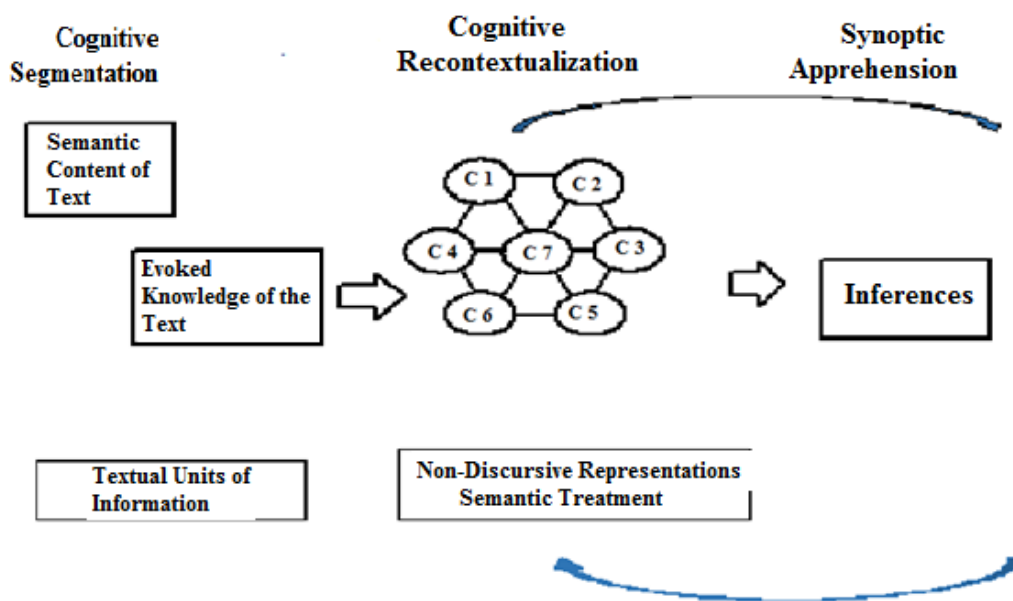 Cognitive
Segmentation
Cognitive
Recontextualization
Synoptic
Apprehension
Semantic
Content of
Text
Evoked
Knowledge of the
Text
C 1
C 2
C 4
C 7
C 3
C 6
C 5
Inferences
Textual Units of
Information
Non-Discursive Representations
Semantic Treatment